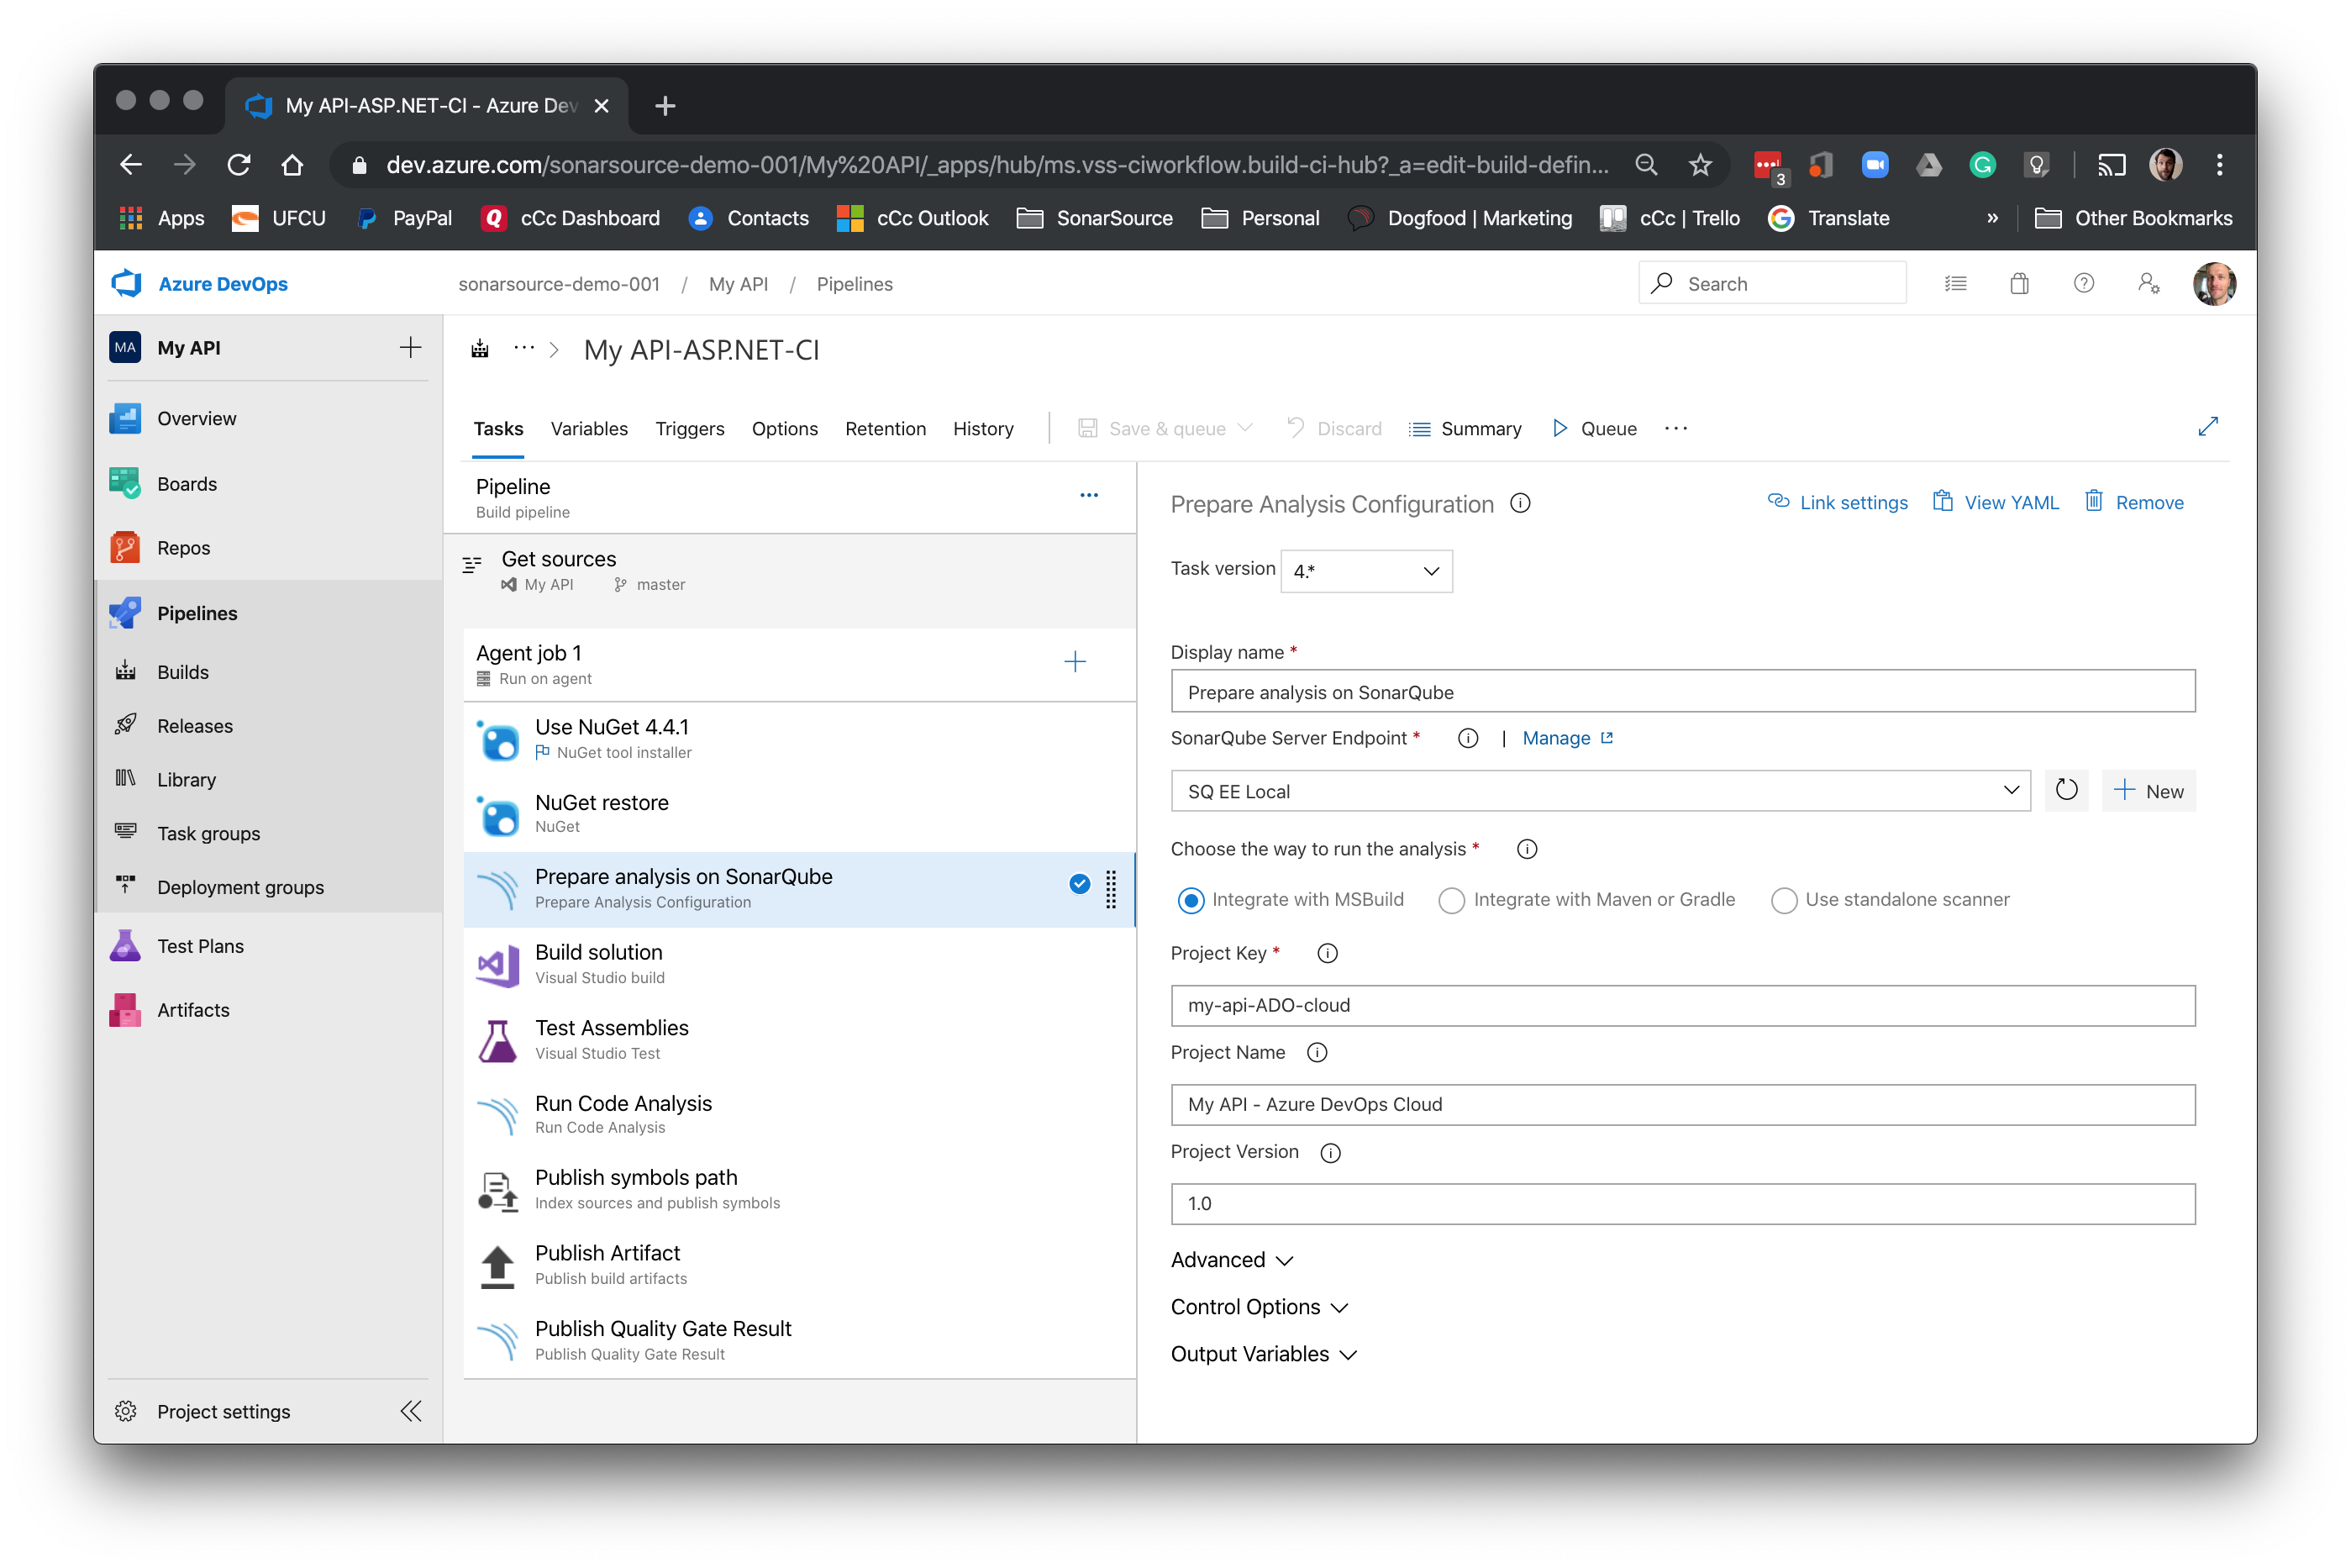 My API-ASP.NET-CI - Azure Dev
dev.azure.com/sonarsource-demo-001/My%20API/_apps/hub/ms.vss-ciworkflow.build-ci-hub?_a=edit-build-defin...
3
Apps UFCU PayPal cCc Dashboard Contacts cCc Outlook SonarSource Personal Dogfood | Marketing cCc | Trello Translate » Other Bookmarks
Azure DevOps sonarsource-demo-001 / My API / Pipelines Search
MA My API
My API-ASP.NET-CI
Overview
Boards
Repos
Pipelines
Builds
Releases
Library
Task groups
Deployment groups
Test Plans
Artifacts
Project settings
Tasks Variables Triggers Options Retention History Save & queue Discard Summary Queue ...
Pipeline
Build pipeline
Get sources
My API master
Agent job 1
Run on agent
Use NuGet 4.4.1
NuGet tool installer
NuGet restore
NuGet
Prepare analysis on SonarQube
Prepare Analysis Configuration
Build solution
Visual Studio build
Test Assemblies
Visual Studio Test
Run Code Analysis
Run Code Analysis
Publish symbols path
Index sources and publish symbols
Publish Artifact
Publish build artifacts
Publish Quality Gate Result
Publish Quality Gate Result
Prepare Analysis Configuration Link settings View YAML Remove
Task version 4.*
Display name *
Prepare analysis on SonarQube
SonarQube Server Endpoint * | Manage
SQ EE Local New
Choose the way to run the analysis *
Integrate with MSBuild Integrate with Maven or Gradle Use standalone scanner
Project Key *
my-api-ADO-cloud
Project Name
My API - Azure DevOps Cloud
Project Version
1.0
Advanced
Control Options
Output Variables